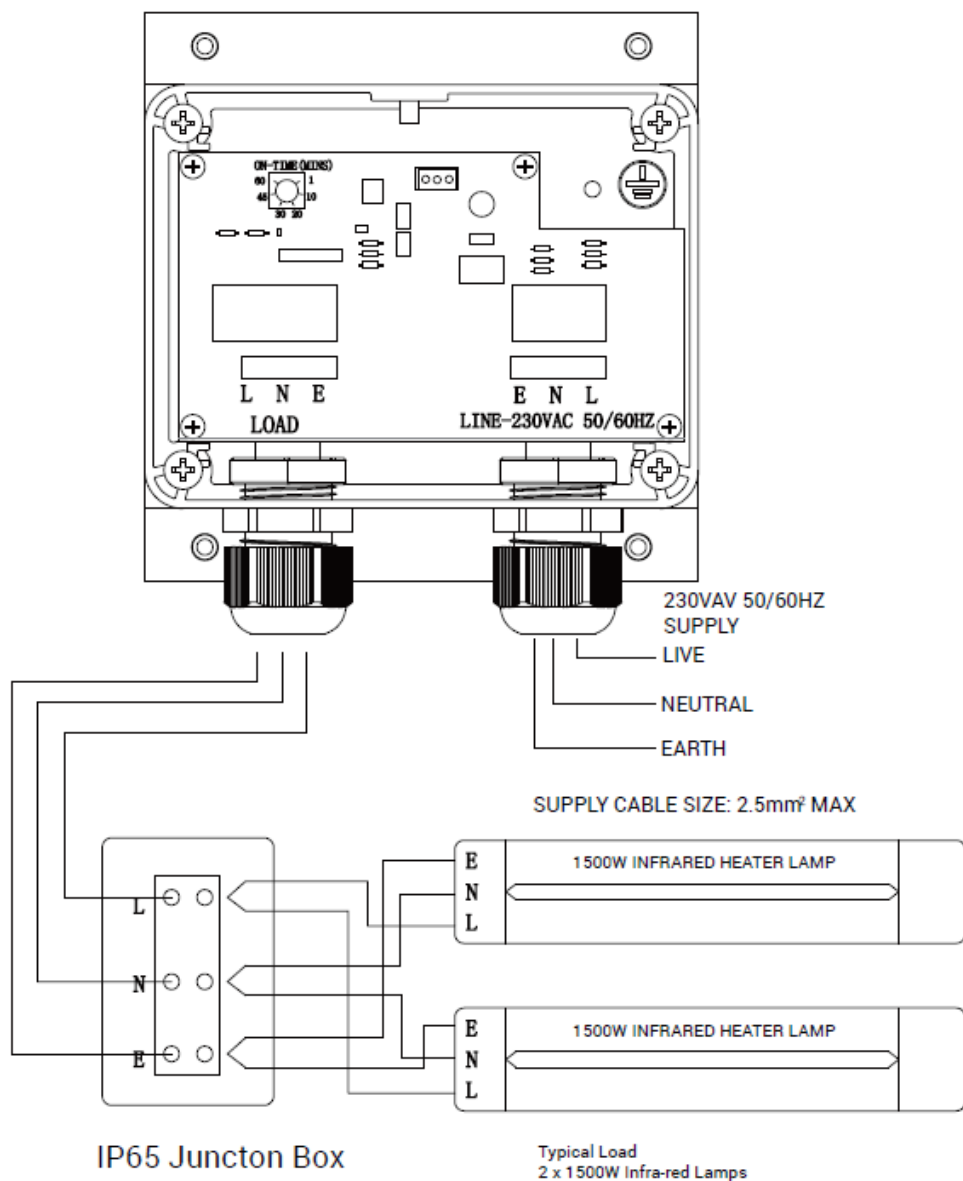 ON-TIME(MINS)
60 1
45 10
30 20
L N E
LOAD
E N L
LINE-230VAC 50/60HZ
230VAV 50/60HZ
SUPPLY
LIVE
NEUTRAL
EARTH
SUPPLY CABLE SIZE: 2.5mm² MAX
L
N
E
E
N
L
1500W INFRARED HEATER LAMP
E
N
L
1500W INFRARED HEATER LAMP
IP65 Juncton Box
Typical Load
2 x 1500W Infra-red Lamps